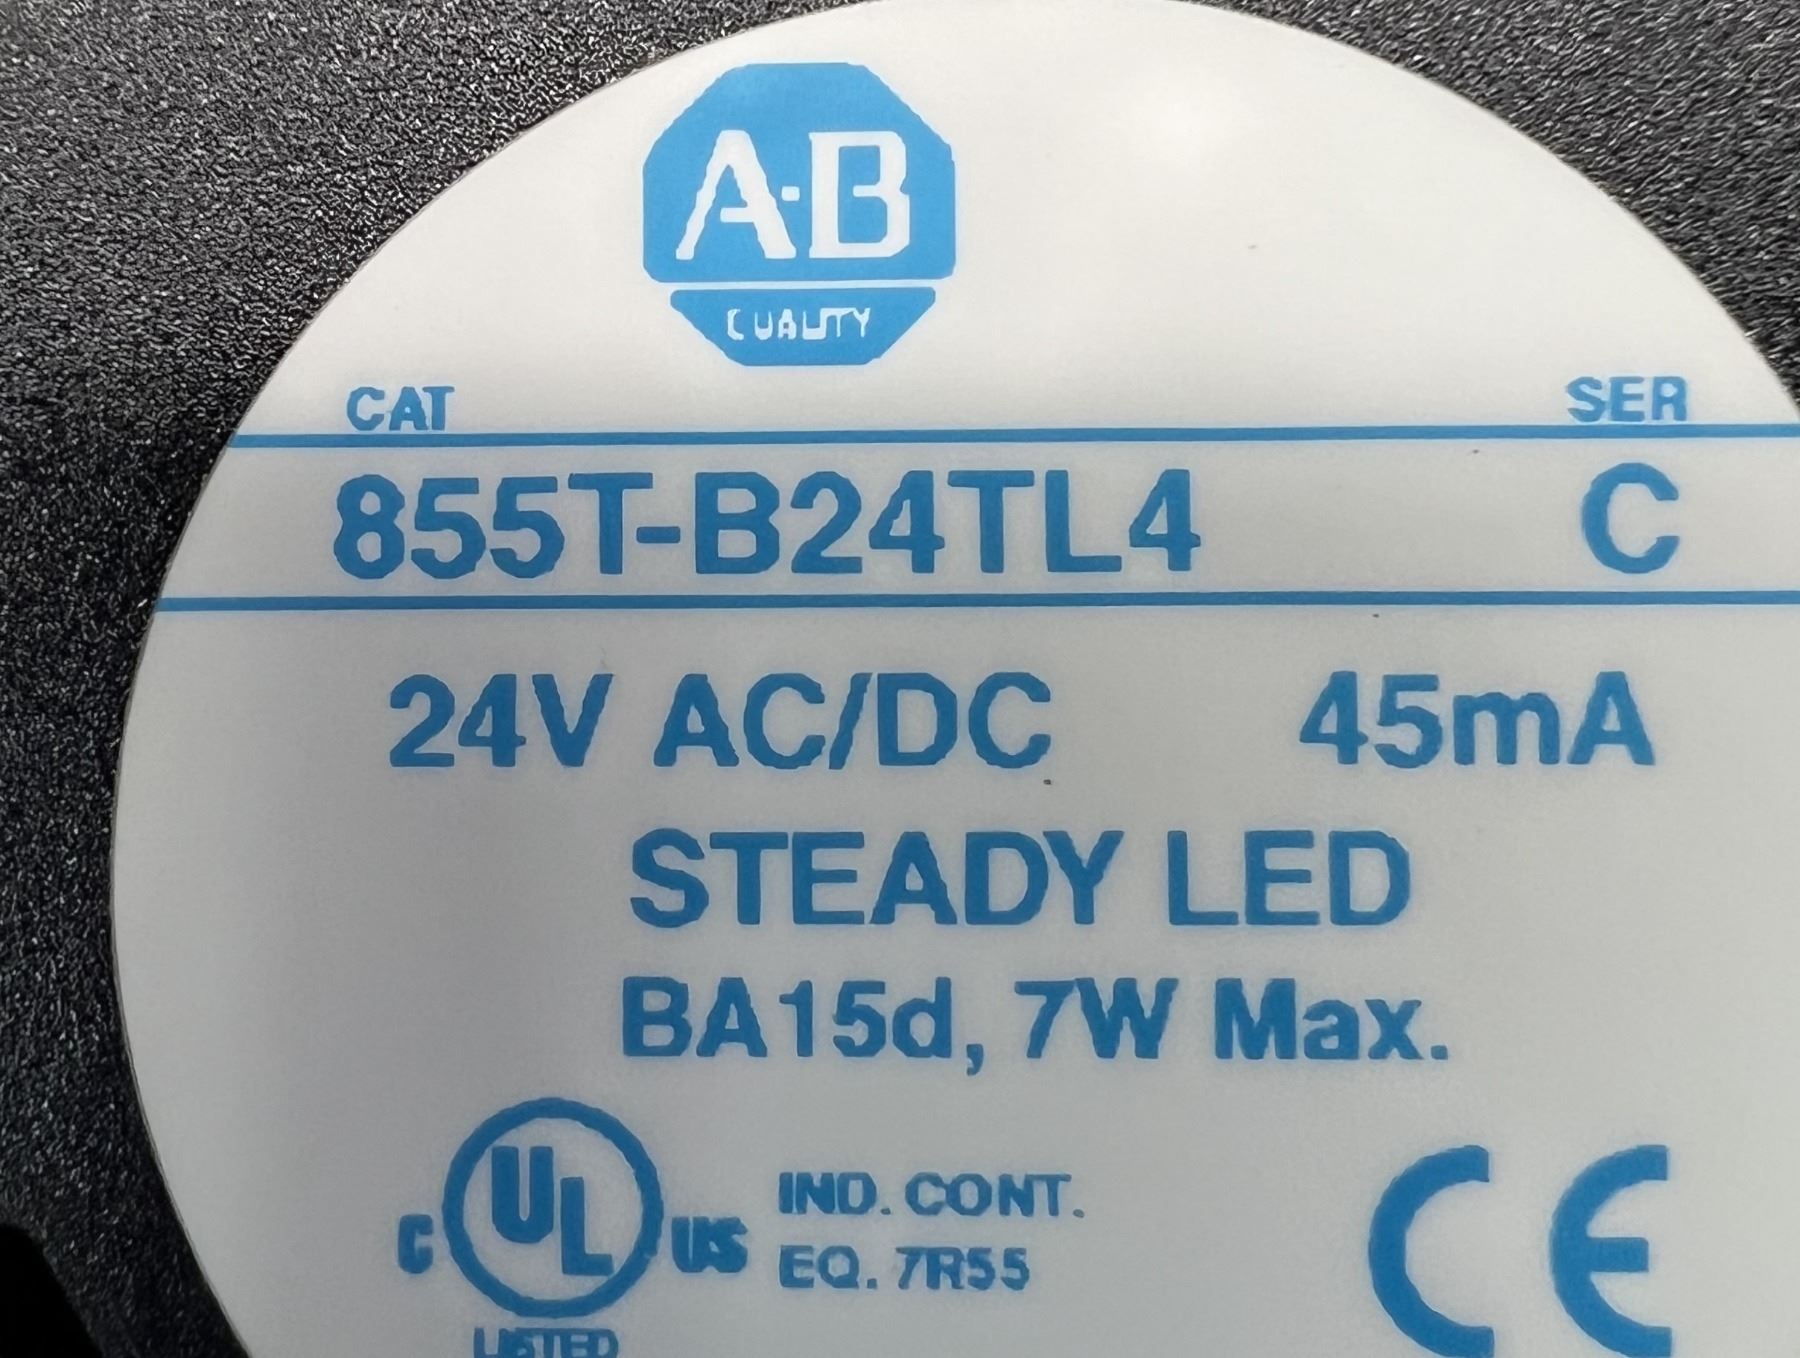 A-B
QUALITY
CAT SER
855T-B24TL4 C
24V AC/DC 45mA
STEADY LED
BA15d, 7W Max.
C UL US IND. CONT. CE
EQ. 7R55
LISTED